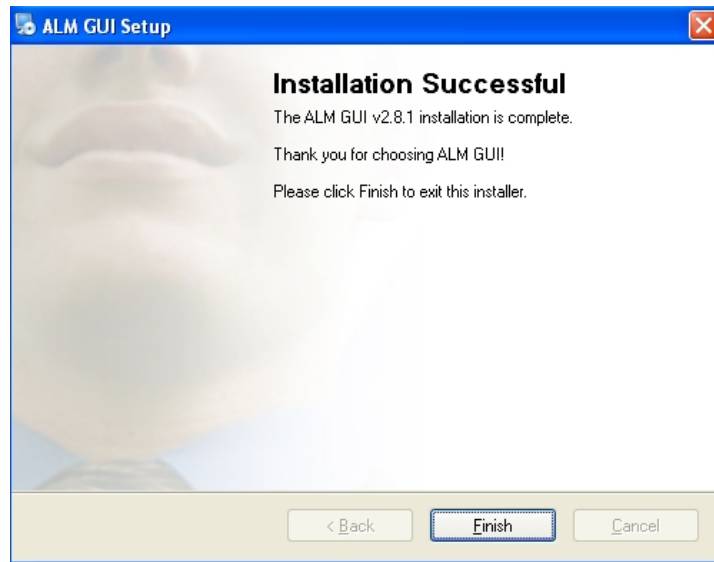 ALM GUI Setup
Installation Successful
The ALM GUI v2.8.1 installation is complete.
Thank you for choosing ALM GUI!
Please click Finish to exit this installer.
< Back
Finish
Cancel